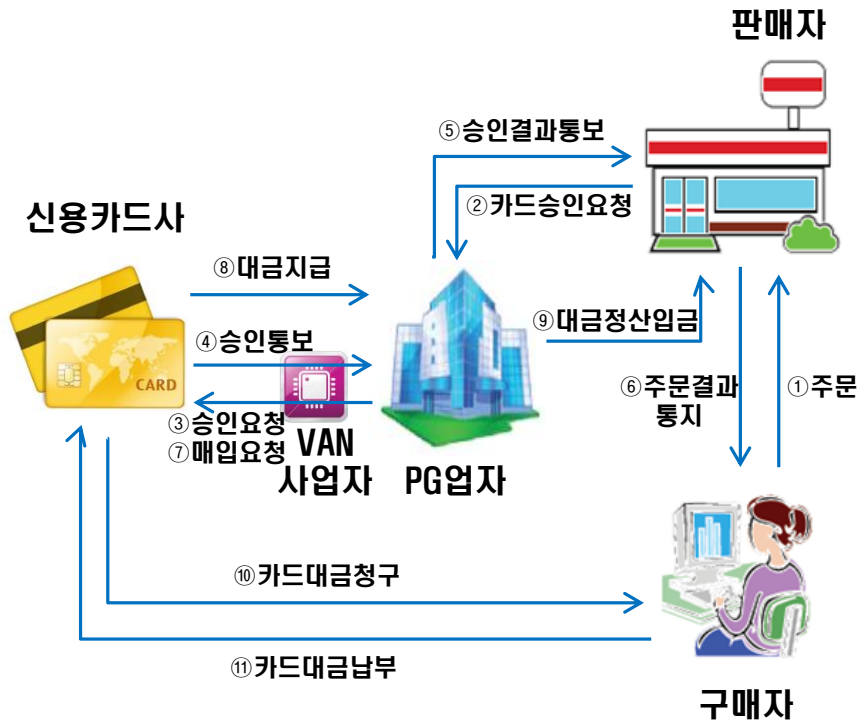 판매자
⑤승인결과통보
②카드승인요청
신용카드사
⑧대금지급
⑨대금정산입금
④승인통보
CARD
⑥주문결과
통지
①주문
③승인요청
⑦매입요청
VAN
사업자
PG업자
⑩카드대금청구
⑪카드대금납부
구매자